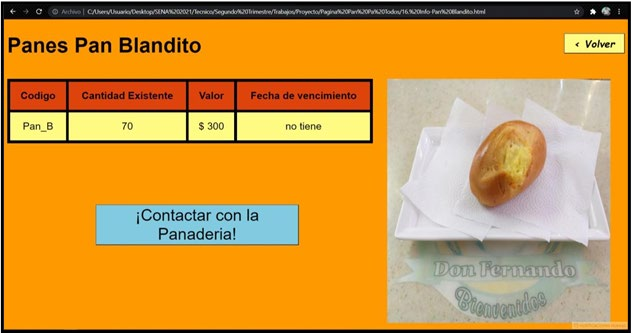 Archivo | C:/Users/Usuario/Desktop/SENA%202021/Tecnico/Segundo%20Trimestre/Trabajos/Proyecto/Pagina%20Pan%20Pa%20Todos/16.%20Info-Pan%20Blandito.html
Panes Pan Blandito
< Volver
Codigo Cantidad Existente Valor Fecha de vencimiento
Pan_B 70 $ 300 no tiene
¡Contactar con la
Panaderia!
Don Fernando
Bienvenidos